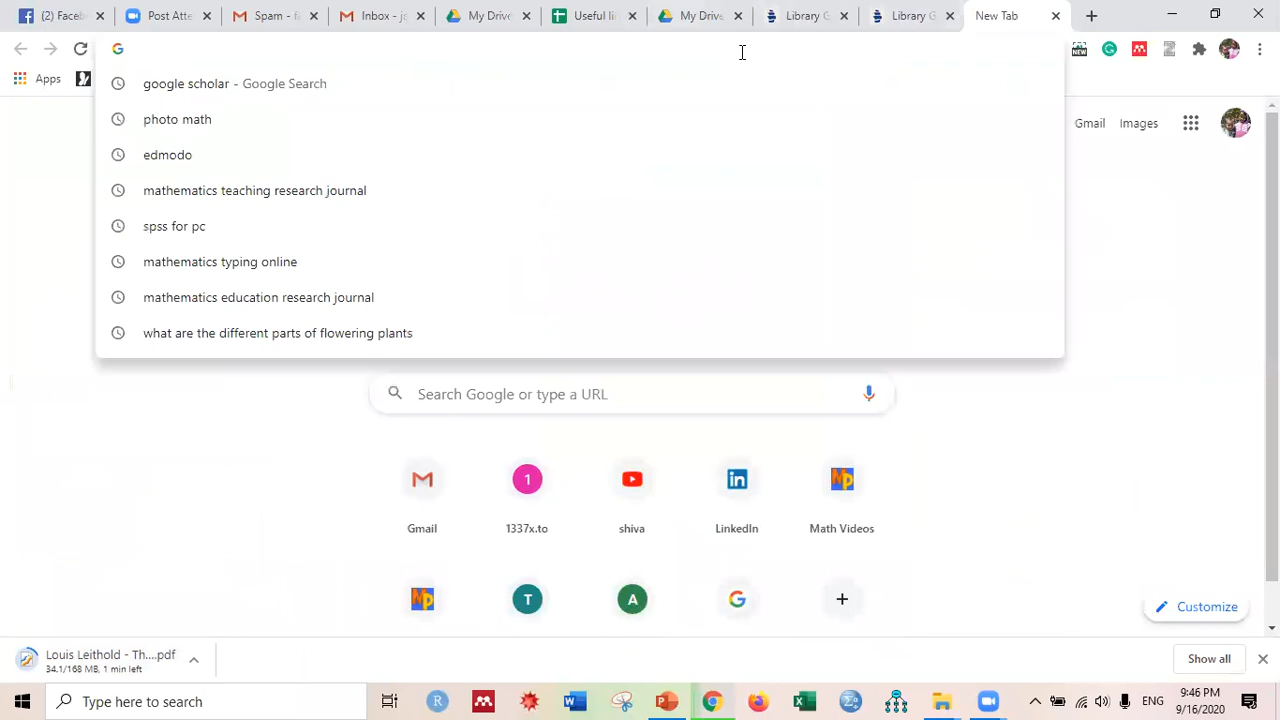 (2) Faceb
Post Attend
Spam - f
Inbox - js
My Drive
Useful li
My Drive
Library G
Library G
New Tab
NEW
Apps
google scholar - Google Search
photo math
edmodo
mathematics teaching research journal
spss for pc
mathematics typing online
mathematics education research journal
what are the different parts of flowering plants
Gmail
Images
Search Google or type a URL
1
Gmail
1337x.to
shiva
LinkedIn
Math Videos
T
A
Customize
Louis Leithold - Th....pdf
34.1/168 MB, 1 min left
Show all
Type here to search
ENG
9:46 PM
9/16/2020